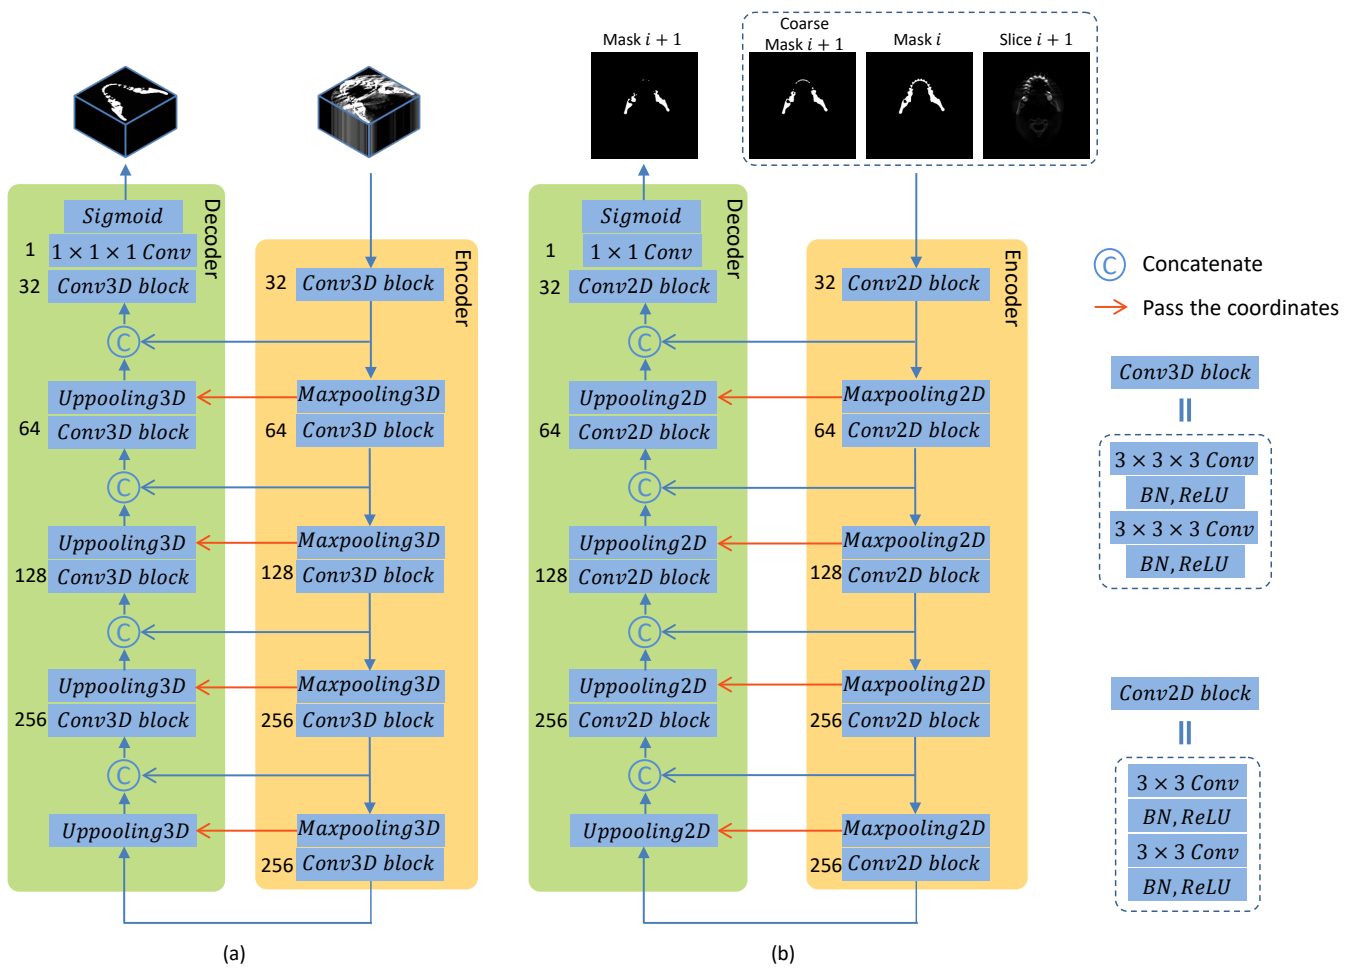 Mask i + 1
Coarse
Mask i + 1
Mask i
Slice i + 1
Decoder
Sigmoid
1
1 × 1 × 1 Conv
32
Conv3D block
C
Uppooling3D
64
Conv3D block
C
Uppooling3D
128
Conv3D block
C
Uppooling3D
256
Conv3D block
C
Uppooling3D
Encoder
32
Conv3D block
Maxpooling3D
64
Conv3D block
Maxpooling3D
128
Conv3D block
Maxpooling3D
256
Conv3D block
Maxpooling3D
256
Conv3D block
(a)
Decoder
Sigmoid
1
1 × 1 Conv
32
Conv2D block
C
Uppooling2D
64
Conv2D block
C
Uppooling2D
128
Conv2D block
C
Uppooling2D
256
Conv2D block
C
Uppooling2D
Encoder
32
Conv2D block
Maxpooling2D
64
Conv2D block
Maxpooling2D
128
Conv2D block
Maxpooling2D
256
Conv2D block
Maxpooling2D
256
Conv2D block
(b)
C
Concatenate
Pass the coordinates
Conv3D block
3 × 3 × 3 Conv
BN, ReLU
3 × 3 × 3 Conv
BN, ReLU
Conv2D block
3 × 3 Conv
BN, ReLU
3 × 3 Conv
BN, ReLU